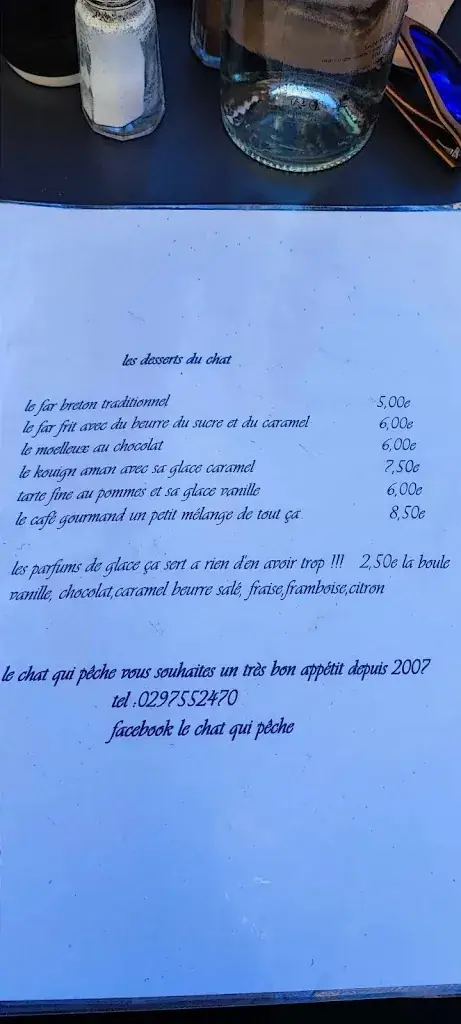 les desserts du chat
le far breton traditionnel 5,00e
le far frit avec du beurre du sucre et du caramel 6,00e
le moelleux au chocolat 6,00e
le kouign aman avec sa glace caramel 7,50e
tarte fine au pommes et sa glace vanille 6,00e
le café gourmand un petit mélange de tout ça 8,50e
les parfums de glace ça sert a rien d'en avoir trop !!! 2,50e la boule
vanille, chocolat,caramel beurre salé, fraise,framboise,citron
le chat qui pêche vous souhaites un très bon appétit depuis 2007
tel :0297552470
facebook le chat qui pêche